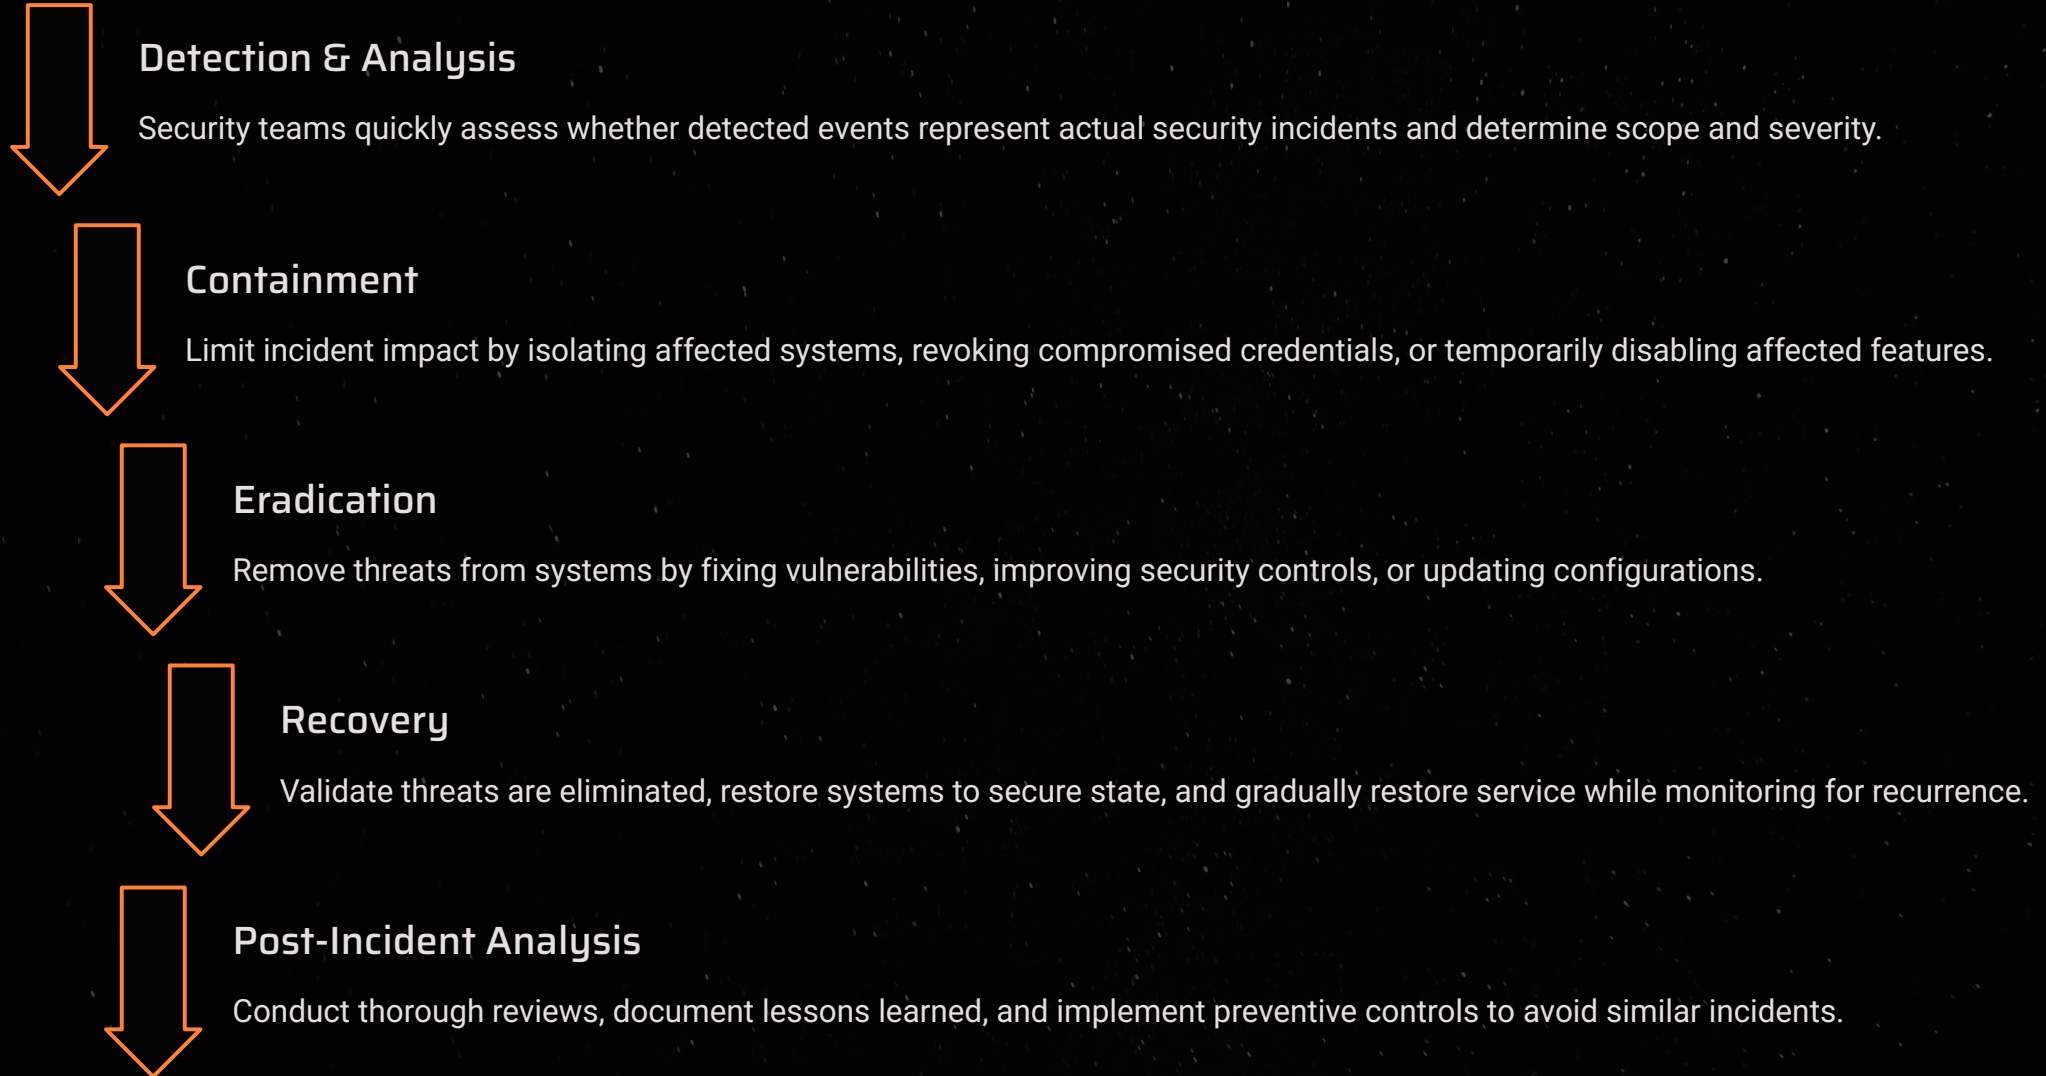 Detection & Analysis
Security teams quickly assess whether detected events represent actual security incidents and determine scope and severity.
Containment
Limit incident impact by isolating affected systems, revoking compromised credentials, or temporarily disabling affected features.
Eradication
Remove threats from systems by fixing vulnerabilities, improving security controls, or updating configurations.
Recovery
Validate threats are eliminated, restore systems to secure state, and gradually restore service while monitoring for recurrence.
Post-Incident Analysis
Conduct thorough reviews, document lessons learned, and implement preventive controls to avoid similar incidents.